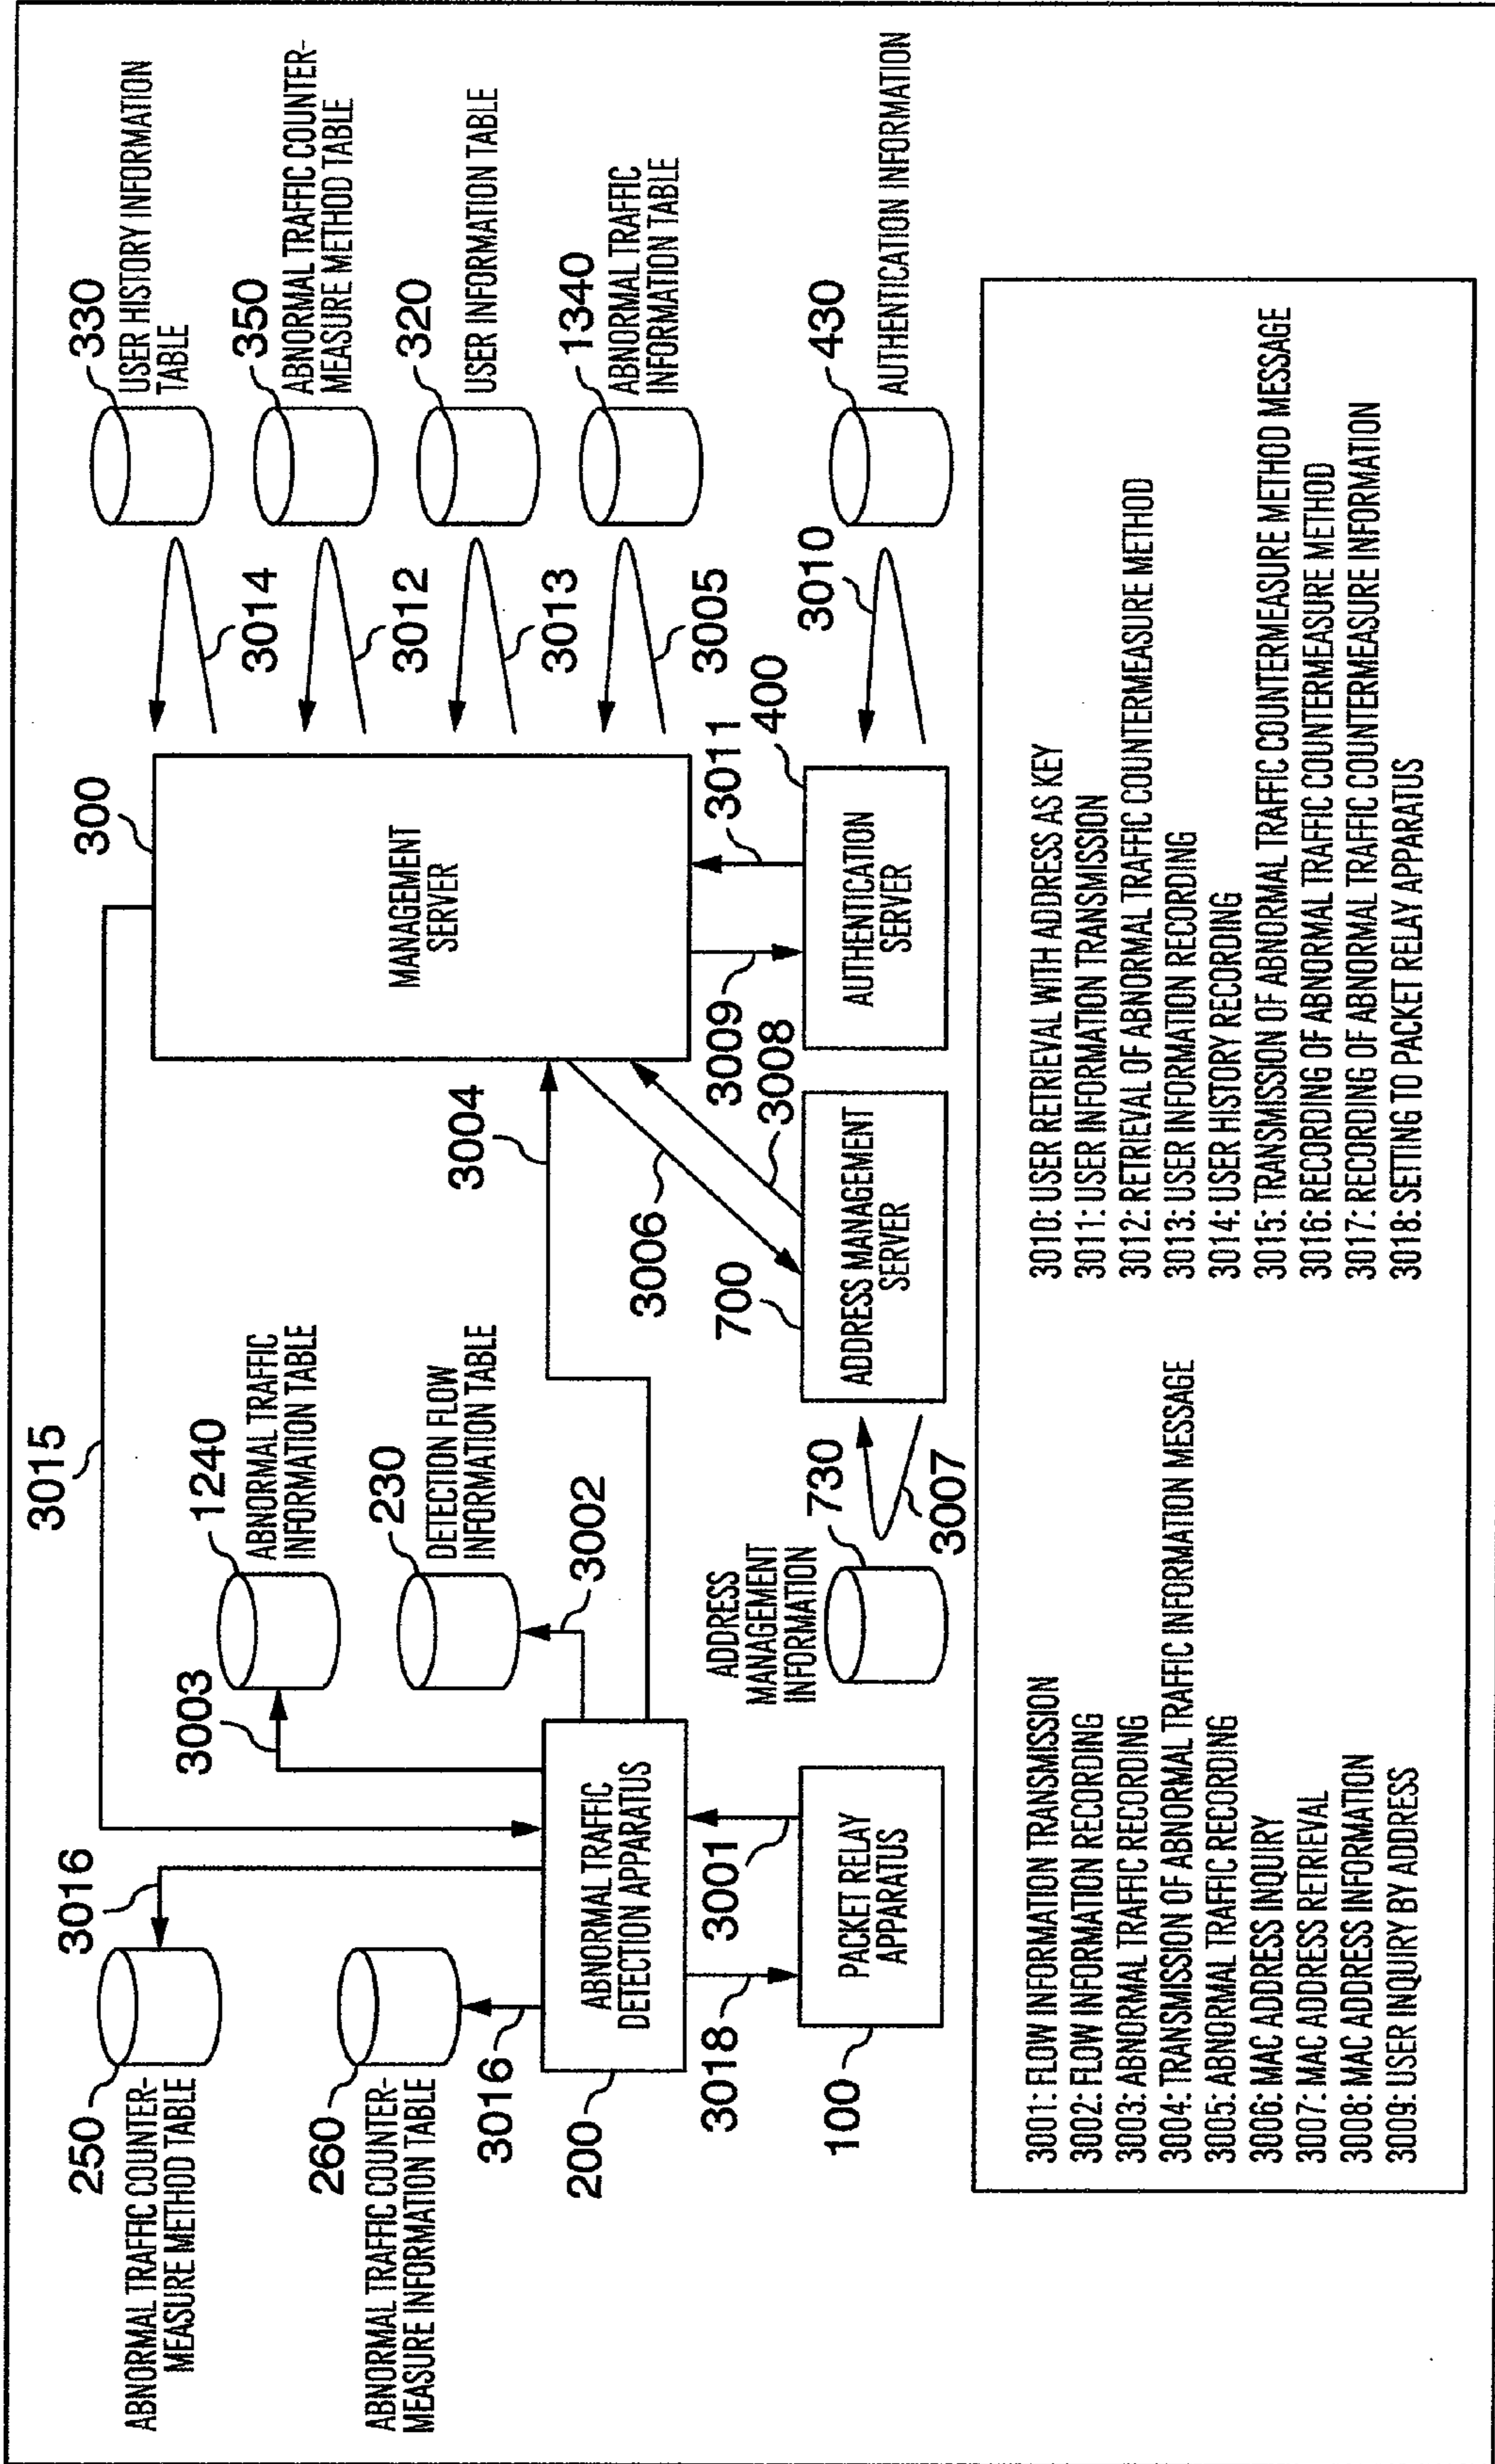 250
ABNORMAL TRAFFIC COUNTER-
MEASURE METHOD TABLE
3016
3015
300
330
USER HISTORY INFORMATION
TABLE
3003
1240
ABNORMAL TRAFFIC
INFORMATION TABLE
3014
350
ABNORMAL TRAFFIC COUNTER-
MEASURE METHOD TABLE
260
ABNORMAL TRAFFIC COUNTER-
MEASURE INFORMATION TABLE
3016
230
DETECTION FLOW
INFORMATION TABLE
3002
3004
MANAGEMENT
SERVER
3012
320
USER INFORMATION TABLE
3013
1340
ABNORMAL TRAFFIC
INFORMATION TABLE
3005
200
ABNORMAL TRAFFIC
DETECTION APPARATUS
3018
3001
100
PACKET RELAY
APPARATUS
ADDRESS
MANAGEMENT
INFORMATION
730
3007
3006
3008
700
ADDRESS MANAGEMENT
SERVER
3009
3011
400
AUTHENTICATION
SERVER
3010
430
AUTHENTICATION INFORMATION
3001: FLOW INFORMATION TRANSMISSION
3002: FLOW INFORMATION RECORDING
3003: ABNORMAL TRAFFIC RECORDING
3004: TRANSMISSION OF ABNORMAL TRAFFIC INFORMATION MESSAGE
3005: ABNORMAL TRAFFIC RECORDING
3006: MAC ADDRESS INQUIRY
3007: MAC ADDRESS RETRIEVAL
3008: MAC ADDRESS INFORMATION
3009: USER INQUIRY BY ADDRESS
3010: USER RETRIEVAL WITH ADDRESS AS KEY
3011: USER INFORMATION TRANSMISSION
3012: RETRIEVAL OF ABNORMAL TRAFFIC COUNTERMEASURE METHOD
3013: USER INFORMATION RECORDING
3014: USER HISTORY RECORDING
3015: TRANSMISSION OF ABNORMAL TRAFFIC COUNTERMEASURE METHOD MESSAGE
3016: RECORDING OF ABNORMAL TRAFFIC COUNTERMEASURE METHOD
3017: RECORDING OF ABNORMAL TRAFFIC COUNTERMEASURE INFORMATION
3018: SETTING TO PACKET RELAY APPARATUS